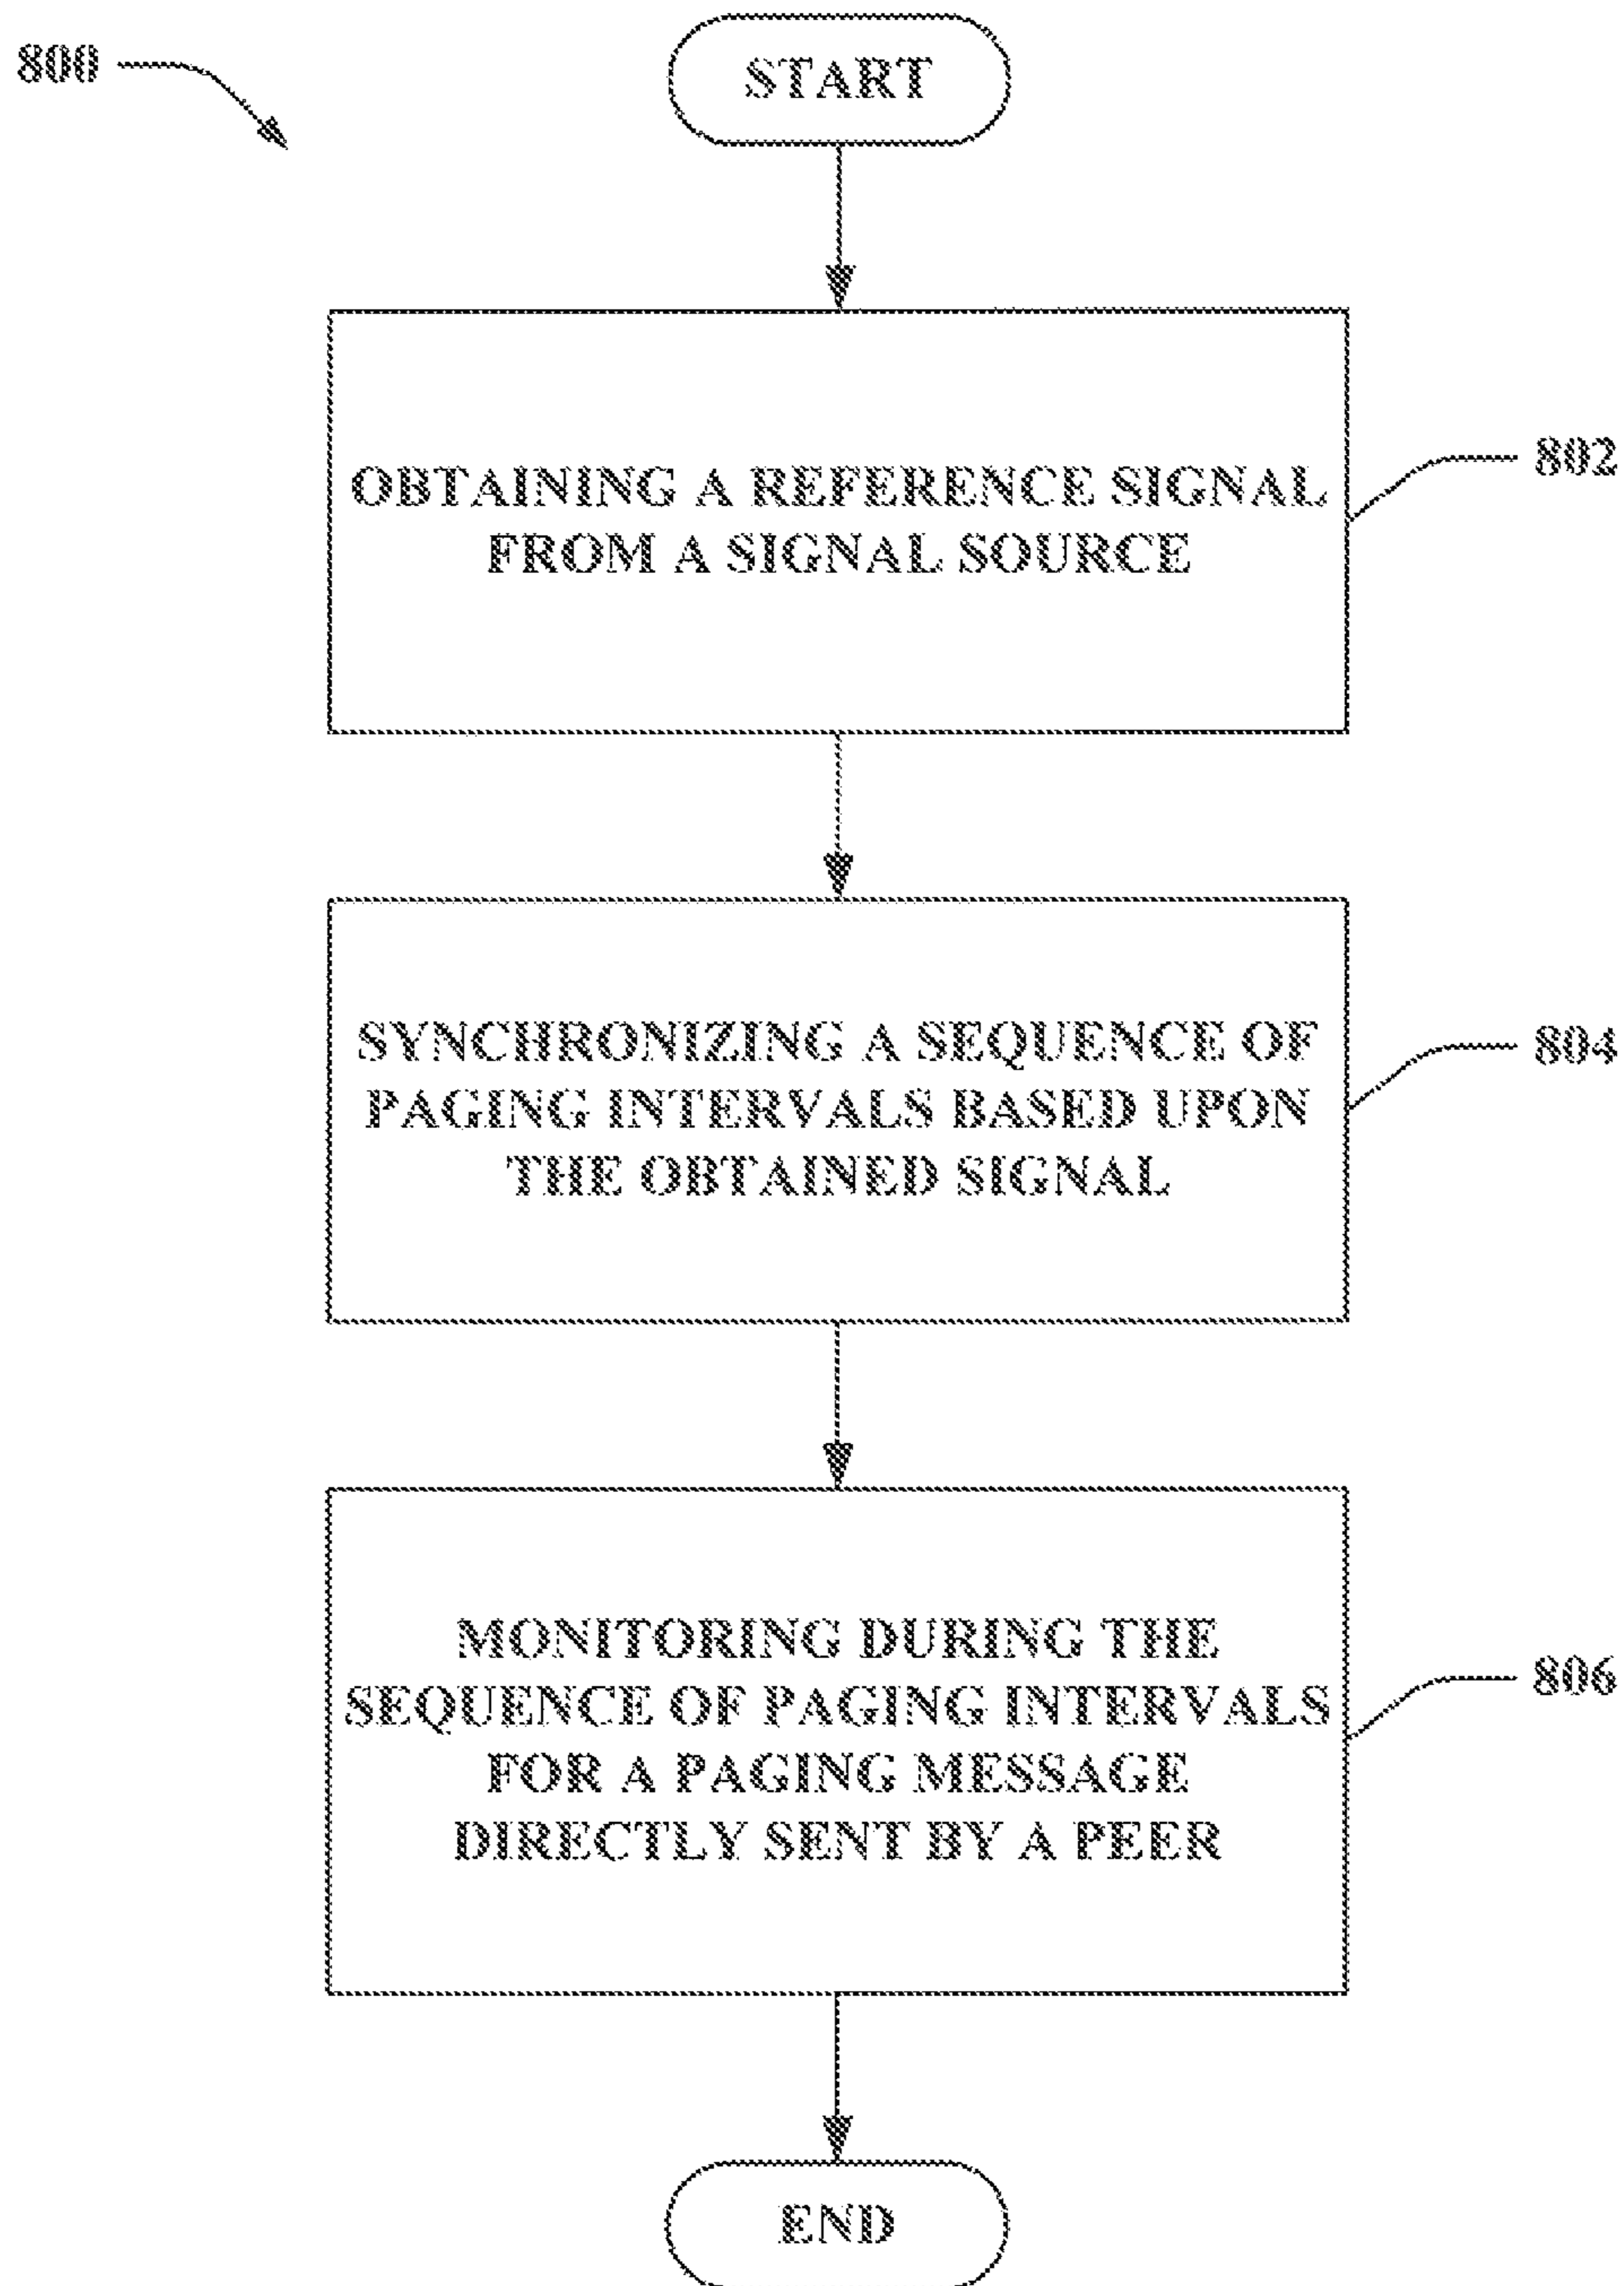 800
START
OBTAINING A REFERENCE SIGNAL
FROM A SIGNAL SOURCE
802
SYNCHRONIZING A SEQUENCE OF
PAGING INTERVALS BASED UPON
THE OBTAINED SIGNAL
804
MONITORING DURING THE
SEQUENCE OF PAGING INTERVALS
FOR A PAGING MESSAGE
DIRECTLY SENT BY A PEER
806
END